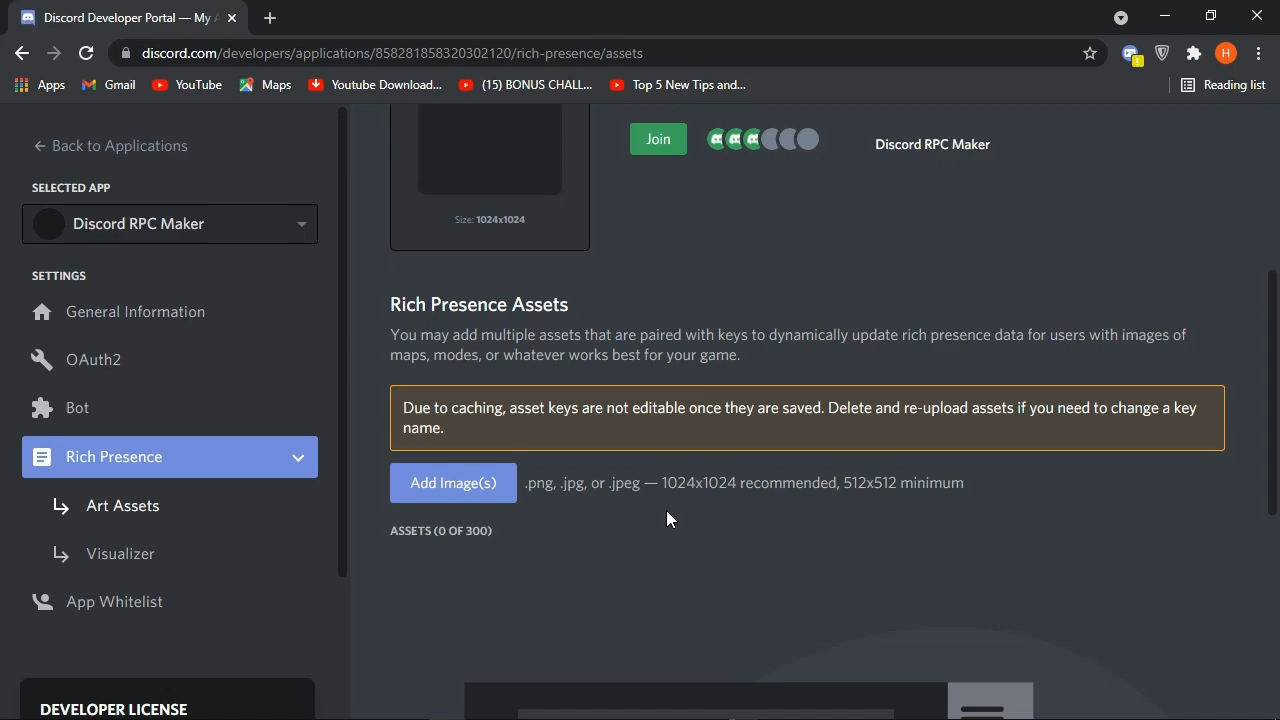 Discord Developer Portal — My A
discord.com/developers/applications/858281858320302120/rich-presence/assets
H
Apps
Gmail
YouTube
Maps
Youtube Download...
(15) BONUS CHALL...
Top 5 New Tips and...
Reading list
Back to Applications
SELECTED APP
Discord RPC Maker
SETTINGS
General Information
OAuth2
Bot
Rich Presence
Art Assets
Visualizer
App Whitelist
DEVELOPER LICENSE
Size: 1024x1024
Join
Discord RPC Maker
Rich Presence Assets
You may add multiple assets that are paired with keys to dynamically update rich presence data for users with images of
maps, modes, or whatever works best for your game.
Due to caching, asset keys are not editable once they are saved. Delete and re-upload assets if you need to change a key
name.
Add Image(s)
.png, .jpg, or .jpeg — 1024x1024 recommended, 512x512 minimum
ASSETS (0 OF 300)